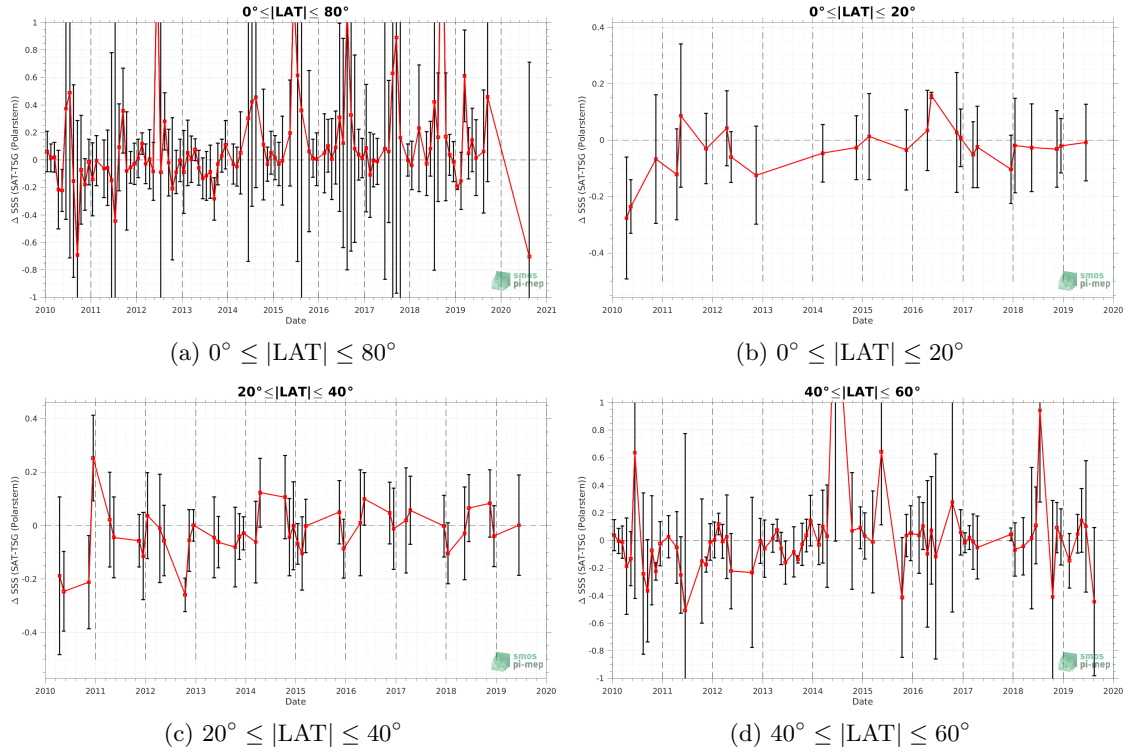 0°≤|LAT|≤ 80°
Δ SSS (SAT-TSG (Polarstern))
1
0.8
0.6
0.4
0.2
0
-0.2
-0.4
-0.6
-0.8
-1
2010 2011 2012 2013 2014 2015 2016 2017 2018 2019 2020 2021
Date
smos
pi-mep
(a) 0° ≤ |LAT| ≤ 80°
0°≤|LAT|≤ 20°
Δ SSS (SAT-TSG (Polarstern))
0.4
0.2
0
-0.2
-0.4
2010 2011 2012 2013 2014 2015 2016 2017 2018 2019 2020
Date
smos
pi-mep
(b) 0° ≤ |LAT| ≤ 20°
20°≤|LAT|≤ 40°
Δ SSS (SAT-TSG (Polarstern))
0.4
0.2
0
-0.2
-0.4
2010 2011 2012 2013 2014 2015 2016 2017 2018 2019 2020
Date
smos
pi-mep
(c) 20° ≤ |LAT| ≤ 40°
40°≤|LAT|≤ 60°
Δ SSS (SAT-TSG (Polarstern))
1
0.8
0.6
0.4
0.2
0
-0.2
-0.4
-0.6
-0.8
-1
2010 2011 2012 2013 2014 2015 2016 2017 2018 2019 2020
Date
smos
pi-mep
(d) 40° ≤ |LAT| ≤ 60°